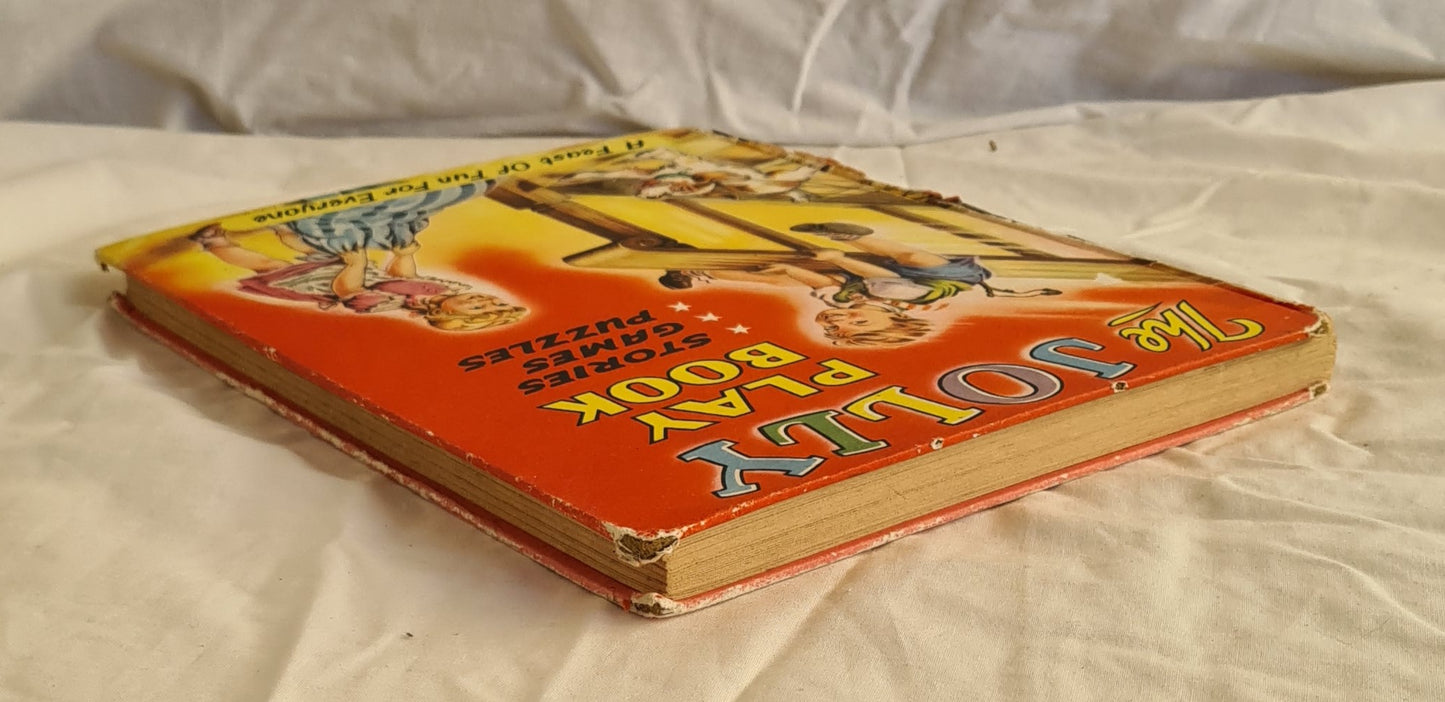 The
JOLLY
PLAY
BOOK
STORIES
GAMES
PUZZLES
A Feast Of Fun For Everyone